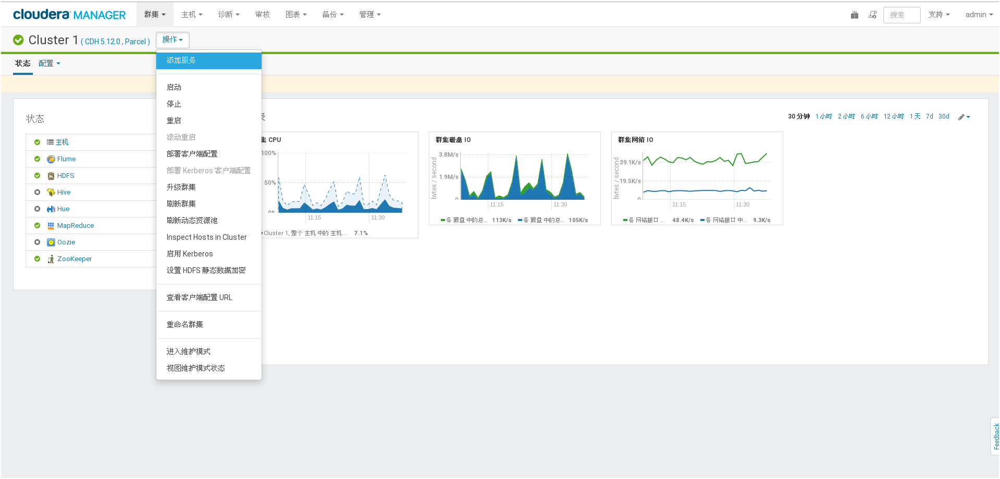 cloudera MANAGER 群集 主机 诊断 审核 图表 备份 管理 搜索 支持 admin
Cluster 1 ( CDH 5.12.0 , Parcel ) 操作
状态 配置
添加服务
启动
停止
重启
滚动重启
部署客户端配置
部署 Kerberos 客户端配置
升级群集
刷新群集
刷新动态资源池
Inspect Hosts in Cluster
启用 Kerberos
设置 HDFS 静态数据加密
查看客户端配置 URL
重命名群集
进入维护模式
视图维护模式状态
状态
主机
Flume
HDFS
Hive
Hue
MapReduce
Oozie
ZooKeeper
表
30 分钟 1 小时 2 小时 6 小时 12 小时 1 天 7d 30d
集 CPU
100%
50%
0%
11:15 11:30
Cluster 1, 整个 主机 中的 主机 ... 7.1%
群集磁盘 IO
bytes / second
3.8M/s
1.9M/s
0
11:15 11:30
各 磁盘 中的总... 113K/s 各 磁盘 中的总... 105K/s
群集网络 IO
bytes / second
39.1K/s
19.5K/s
0
11:15 11:30
各 网络接口 ... 48.4K/s 各 网络接口 中... 9.3K/s
Feedback